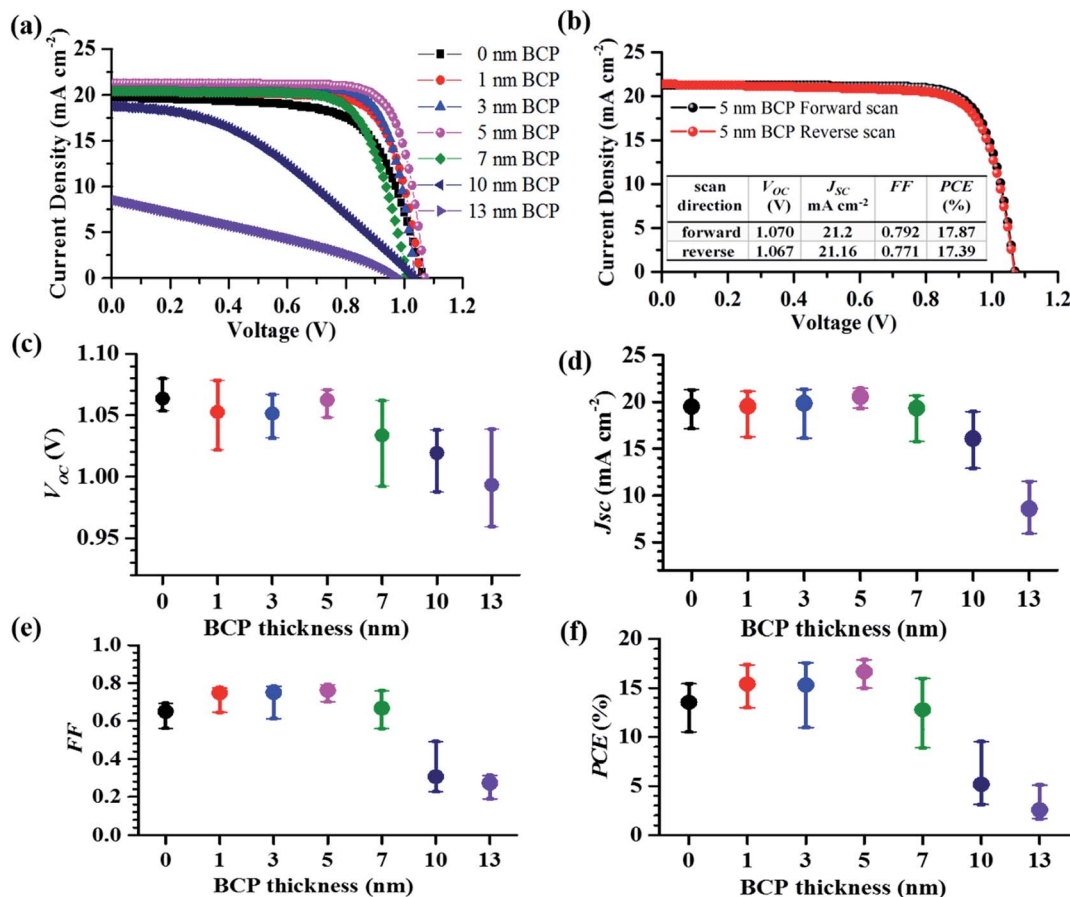 (a)
Current Density (mA cm⁻²)
25
20
15
10
5
0
0.0 0.2 0.4 0.6 0.8 1.0 1.2
Voltage (V)
0 nm BCP
1 nm BCP
3 nm BCP
5 nm BCP
7 nm BCP
10 nm BCP
13 nm BCP
(b)
Current Density (mA cm⁻²)
25
20
15
10
5
0
5 nm BCP Forward scan
5 nm BCP Reverse scan
scan direction VOC (V) JSC mA cm⁻² FF PCE (%)
forward 1.070 21.2 0.792 17.87
reverse 1.067 21.16 0.771 17.39
0.0 0.2 0.4 0.6 0.8 1.0 1.2
Voltage (V)
(c)
VOC (V)
1.10
1.05
1.00
0.95
0 1 3 5 7 10 13
BCP thickness (nm)
(d)
Jsc (mA cm⁻²)
25
20
15
10
5
0 1 3 5 7 10 13
BCP thickness (nm)
(e)
FF
1.0
0.8
0.6
0.4
0.2
0.0
0 1 3 5 7 10 13
BCP thickness (nm)
(f)
PCE (%)
20
15
10
5
0
0 1 3 5 7 10 13
BCP thickness (nm)